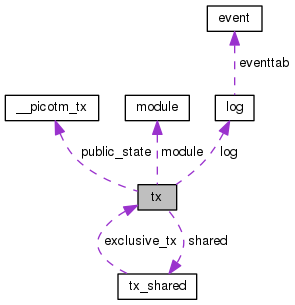 event
eventtab
__picotm_tx
module
log
public_state
module
log
tx
exclusive_tx
shared
tx_shared